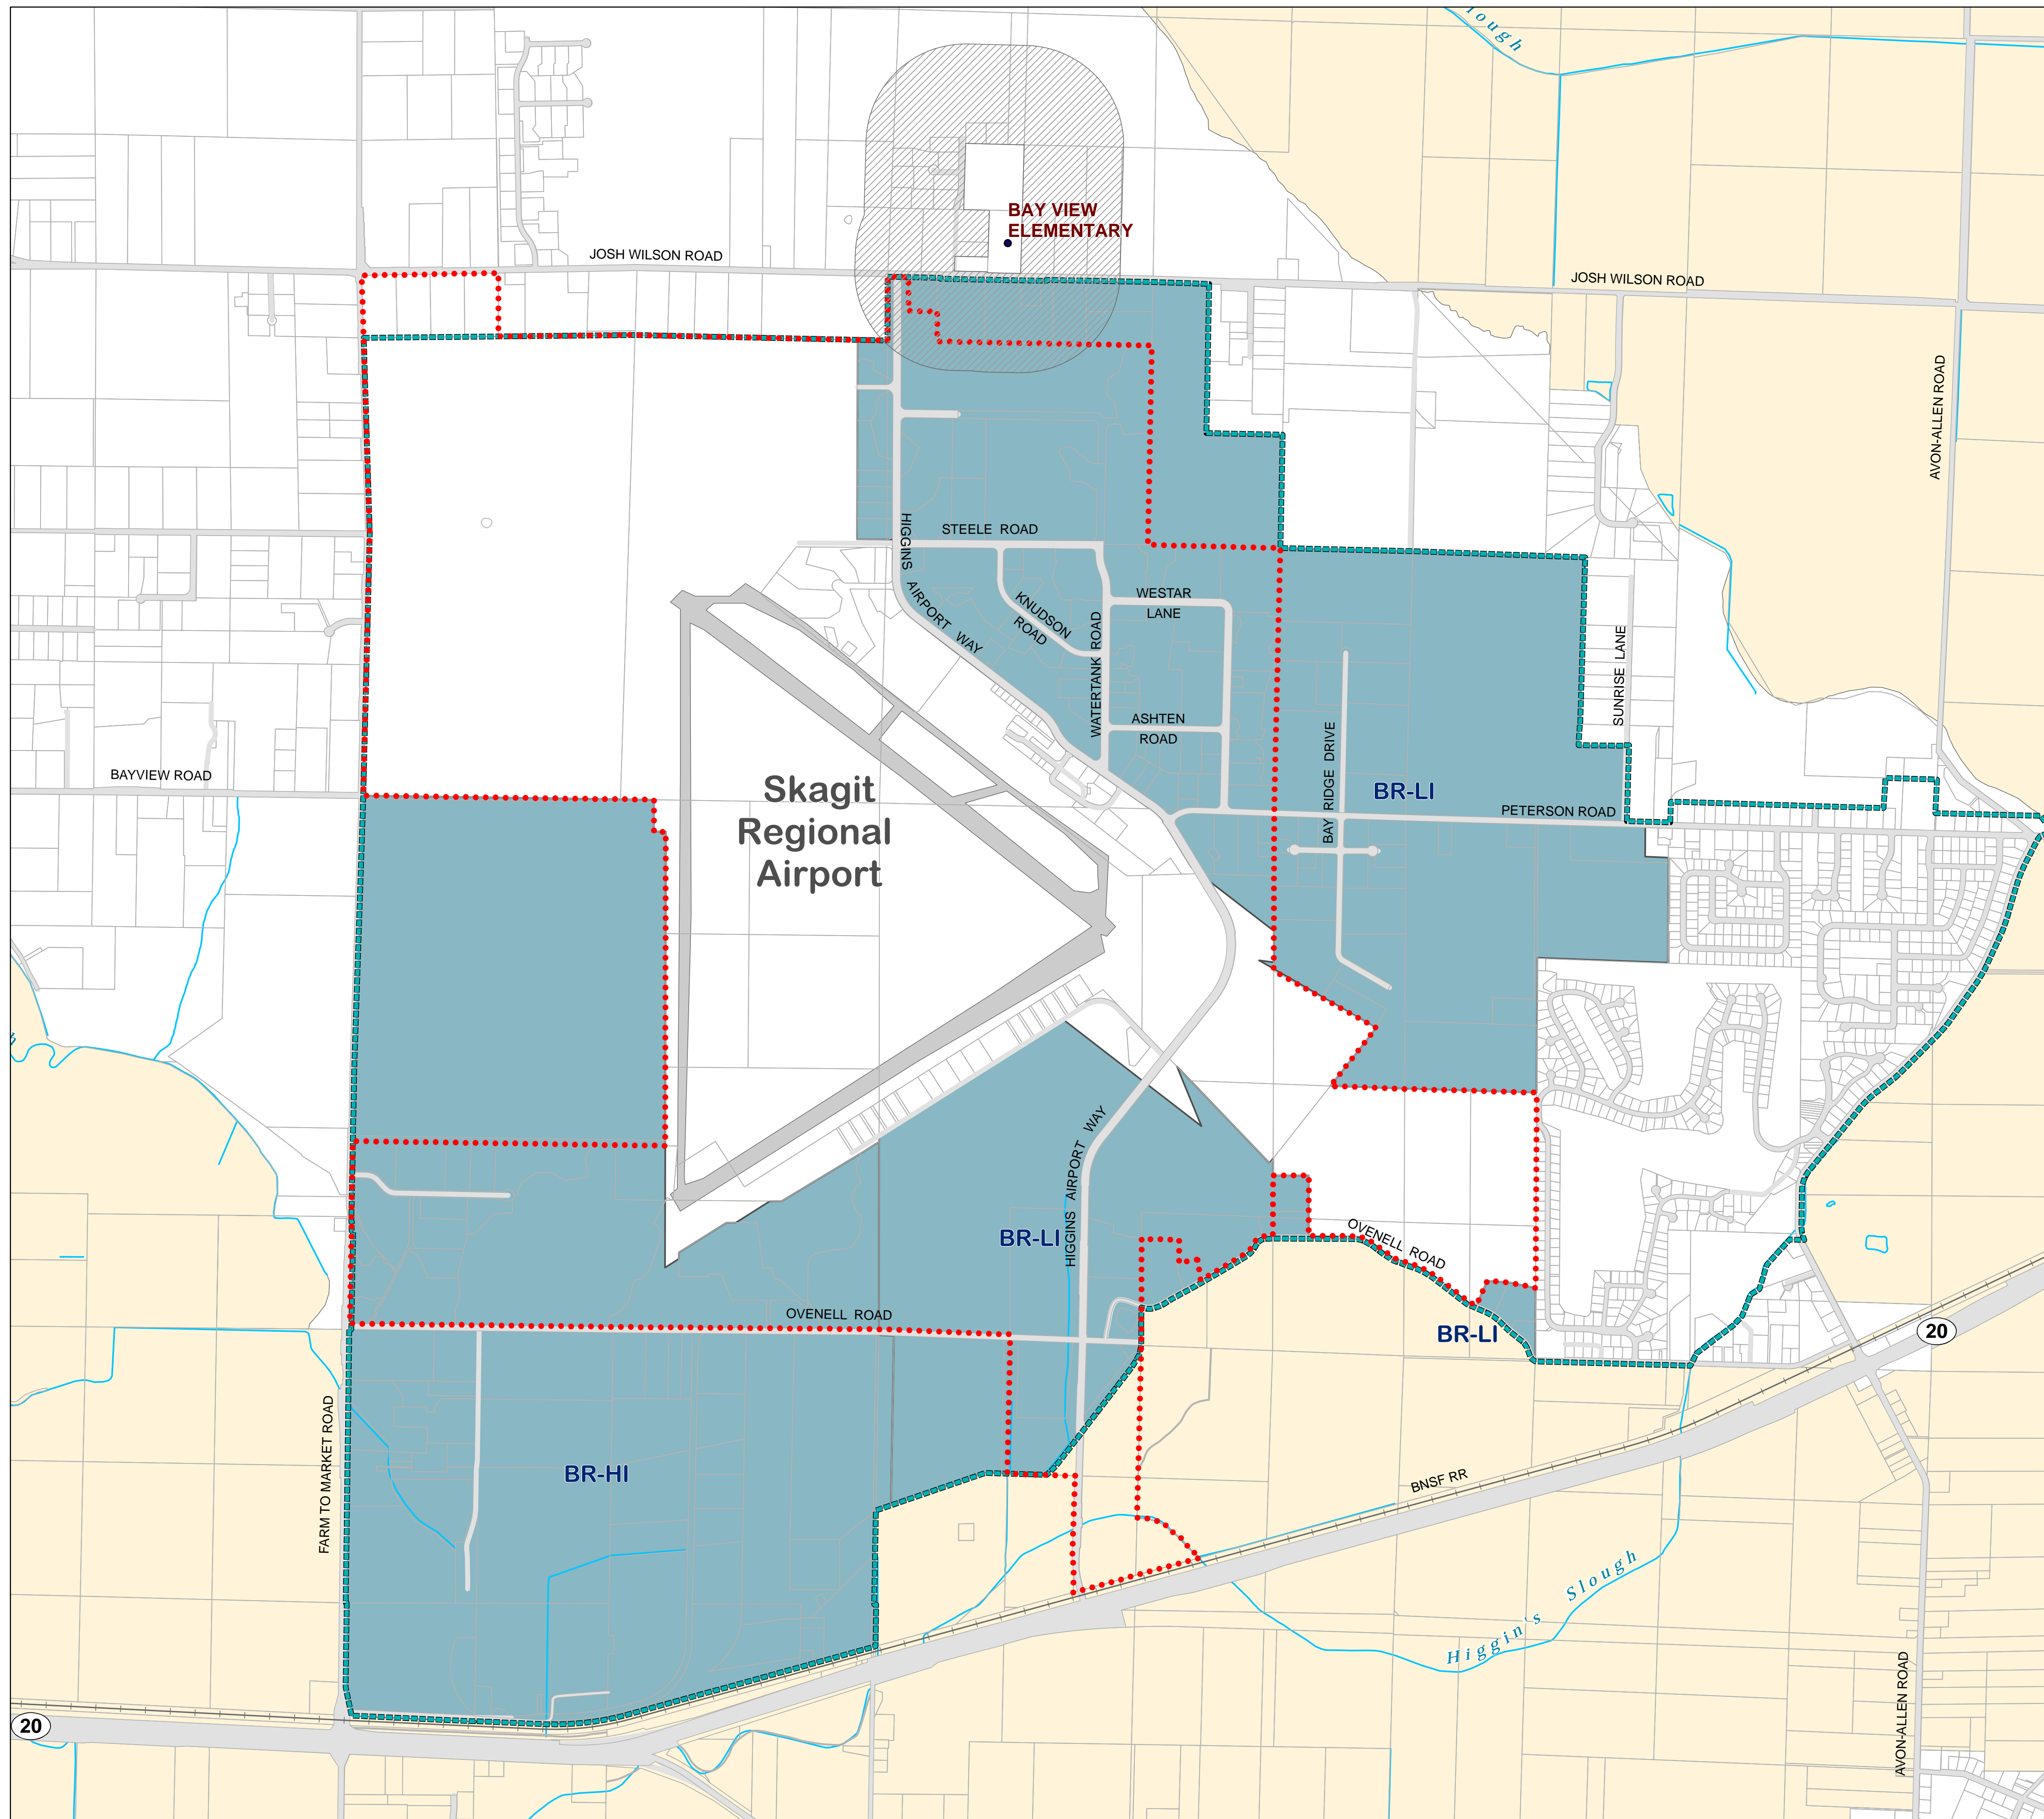 lough
BAY VIEW
ELEMENTARY
JOSH WILSON ROAD
JOSH WILSON ROAD
AVON-ALLEN ROAD
STEELE ROAD
HIGGINS AIRPORT WAY
KNUDSON
ROAD
WATERTANK ROAD
WESTAR
LANE
SUNRISE LANE
ASHTEN
ROAD
BAY RIDGE DRIVE
BAYVIEW ROAD
Skagit
Regional
Airport
BR-LI
PETERSON ROAD
HIGGINS AIRPORT WAY
BR-LI
OVENELL ROAD
OVENELL ROAD
BR-LI
20
FARM TO MARKET ROAD
BR-HI
BNSF RR
Higgin's Slough
AVON-ALLEN ROAD
20